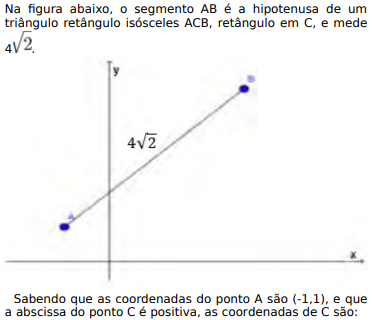 Na figura abaixo, o segmento AB é a hipotenusa de um
triângulo retângulo isósceles ACB, retângulo em C, e mede
4√2.
y
B
4√2
A
x
Sabendo que as coordenadas do ponto A são (-1,1), e que
a abscissa do ponto C é positiva, as coordenadas de C são: